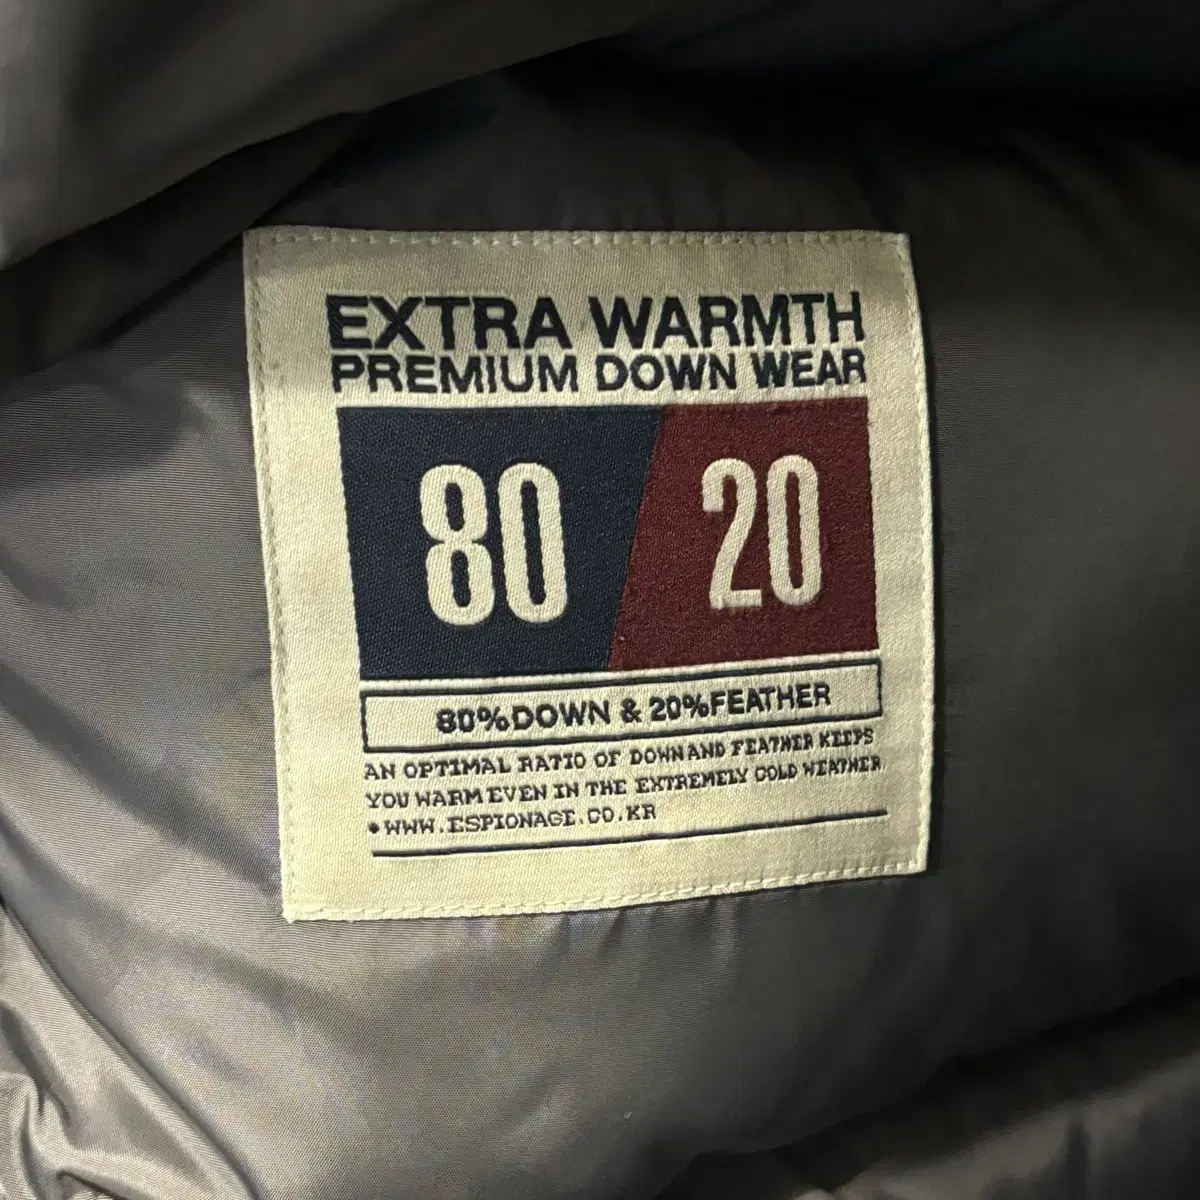 EXTRA WARMTH
PREMIUM DOWN WEAR
80 20
80%DOWN & 20%FEATHER
AN OPTIMAL RATIO OF DOWN AND FEATHER KEEPS
YOU WARM EVEN IN THE EXTREMELY COLD WEATHER.
•WWW.ESPIONAGE.CO.KR